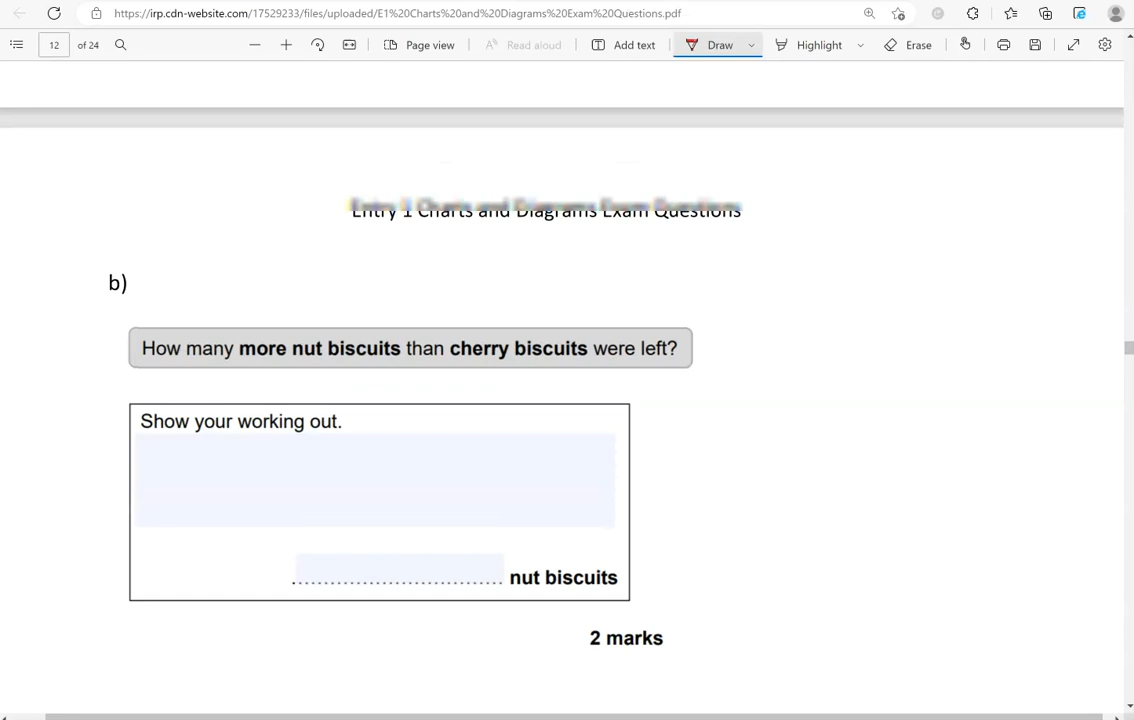 https://irp.cdn-website.com/17529233/files/uploaded/E1%20Charts%20and%20Diagrams%20Exam%20Questions.pdf
12 of 24 Page view Read aloud Add text Draw Highlight Erase
Entry 1 Charts and Diagrams Exam Questions
b)
How many more nut biscuits than cherry biscuits were left?
Show your working out.
................................. nut biscuits
2 marks